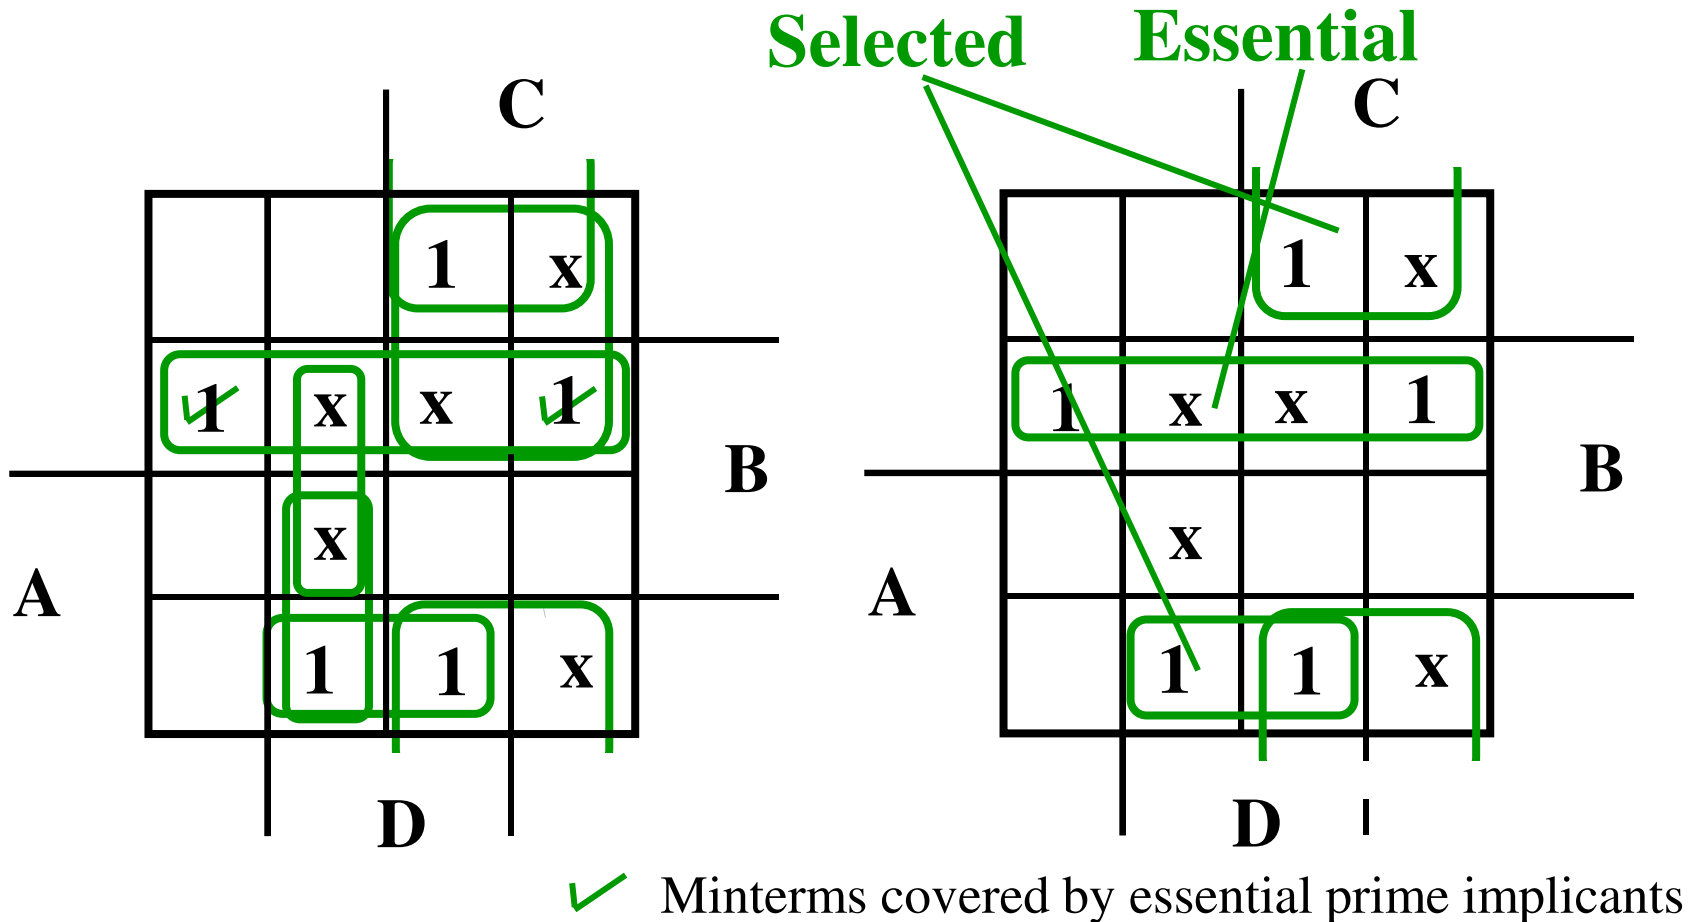 Selected Essential
C C
1 x 1 x
1 x x 1 1 x x 1
B B
x x
A A
1 1 x 1 1 x
D D
Minterms covered by essential prime implicants